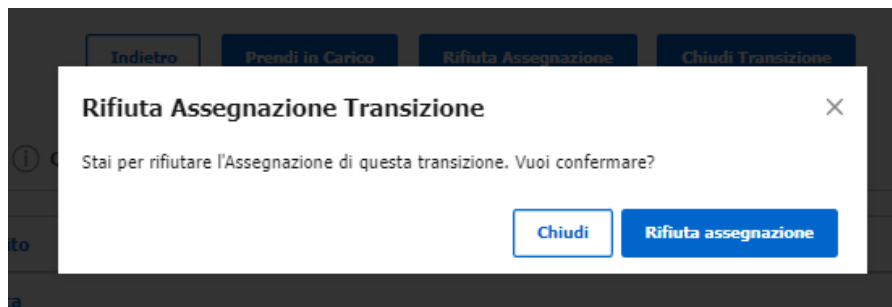 Indietro Prendi in Carico Rifiuta Assegnazione Chiudi Transizione
Rifiuta Assegnazione Transizione
Stai per rifiutare l'Assegnazione di questa transizione. Vuoi confermare?
Chiudi Rifiuta assegnazione